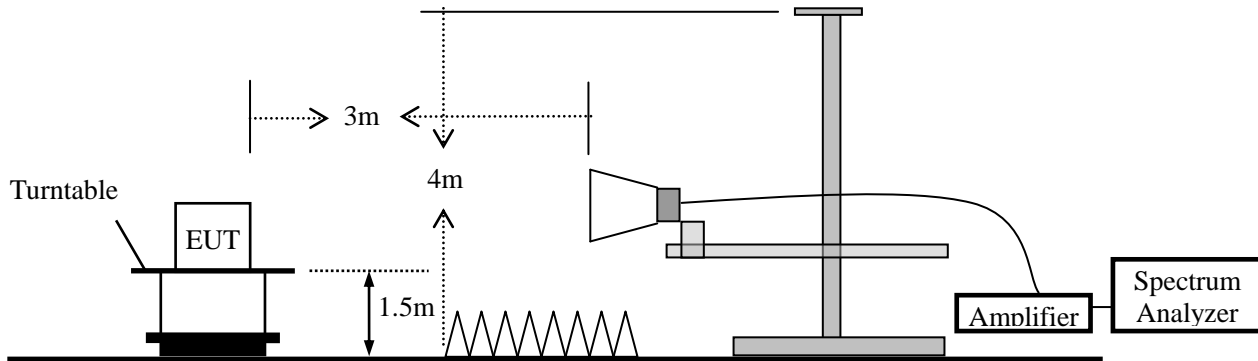 3m
4m
Turntable
EUT
1.5m
Spectrum
Analyzer
Amplifier